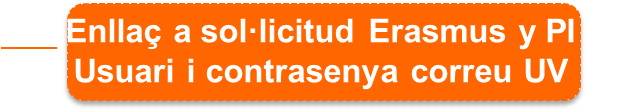 Enllaç a sol·licitud Erasmus y PI
Usuari i contrasenya correu UV